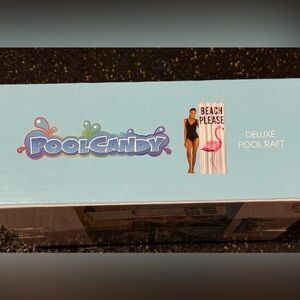 POOLCANDY
BEACH
PLEASE
DELUXE
POOL RAFT